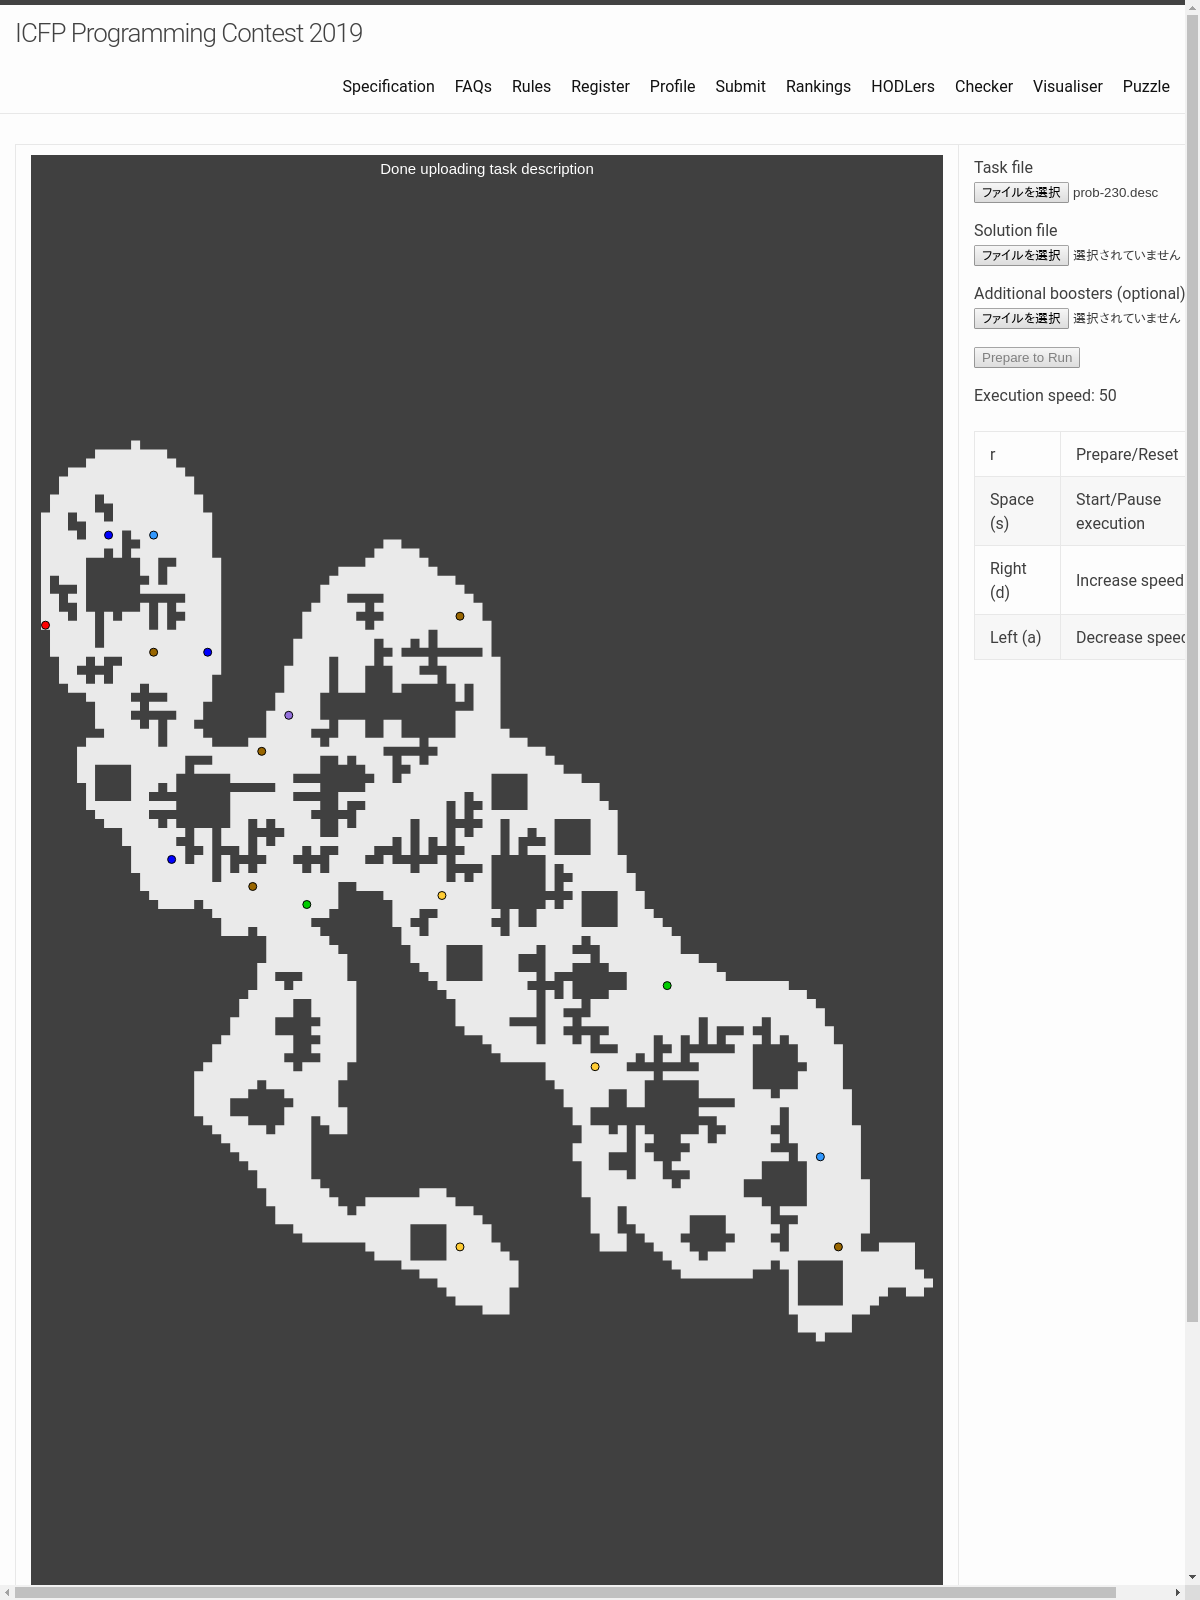 ICFP Programming Contest 2019
Specification FAQs Rules Register Profile Submit Rankings HODLers Checker Visualiser Puzzle
Done uploading task description
Task file
ファイルを選択 prob-230.desc
Solution file
ファイルを選択 選択されていません
Additional boosters (optional)
ファイルを選択 選択されていません
Prepare to Run
Execution speed: 50
r Prepare/Reset
Space Start/Pause
(s) execution
Right Increase speed
(d)
Left (a) Decrease speed